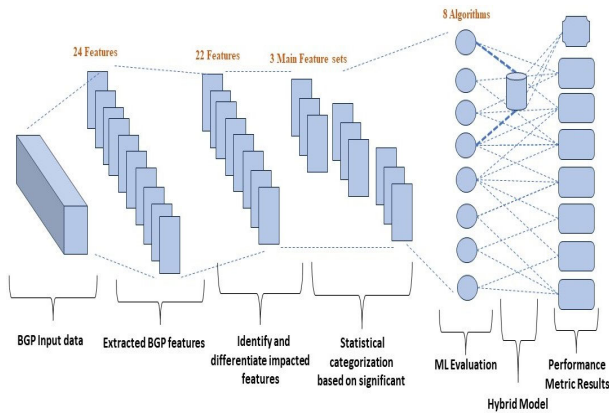 24 Features
22 Features
3 Main Feature sets
8 Algorithms
BGP Input data
Extracted BGP features
Identify and
differentiate impacted
features
Statistical
categorization
based on significant
ML Evaluation
Hybrid Model
Performance
Metric Results